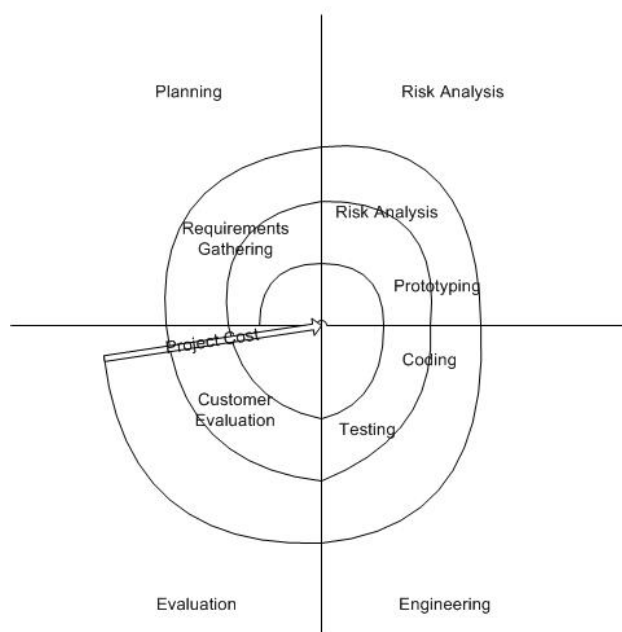 Planning
Risk Analysis
Risk Analysis
Requirements
Gathering
Prototyping
Project Cost
Coding
Customer
Evaluation
Testing
Evaluation
Engineering